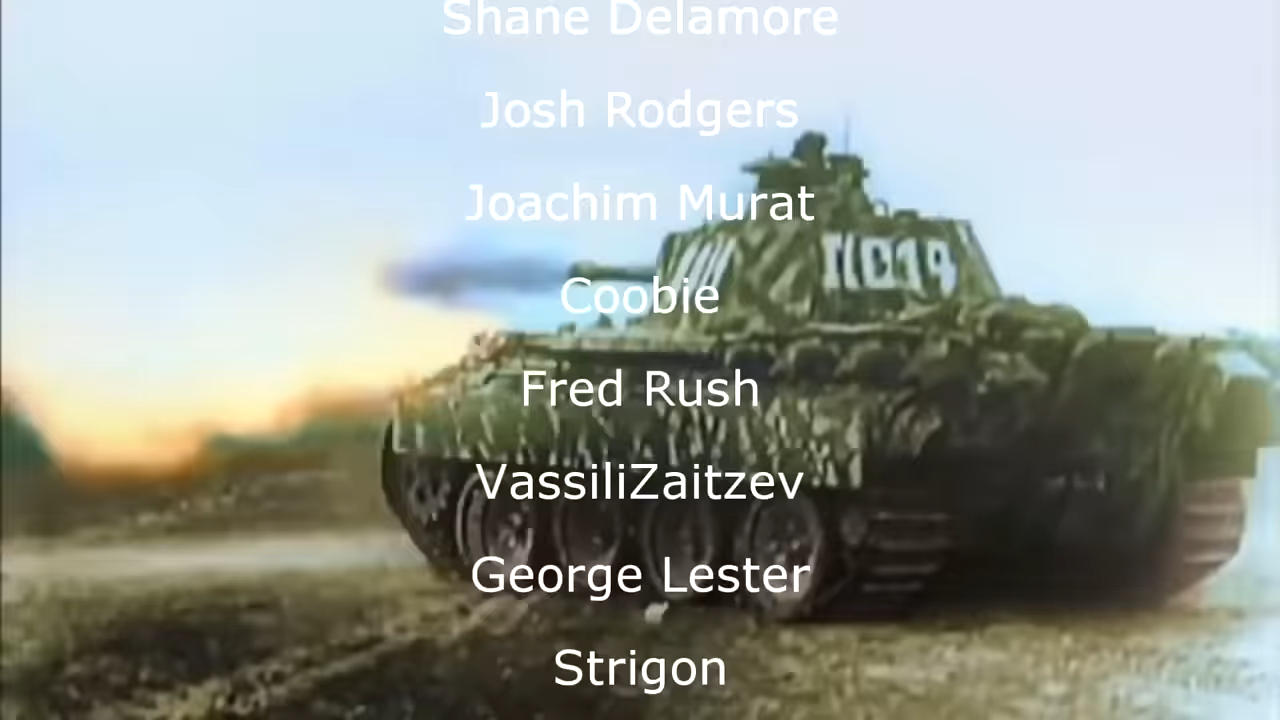 Shane Delamore
Josh Rodgers
Joachim Murat
Coobie
Fred Rush
VassiliZaitzev
George Lester
Strigon